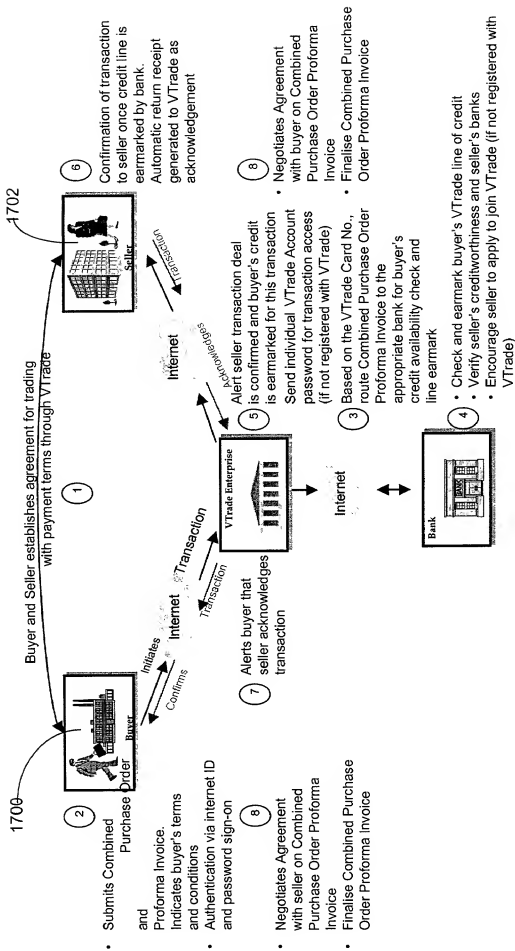 1700
1702
Buyer and Seller establishes agreement for trading
with payment terms through VTrade
1
Buyer
Seller
2
• Submits Combined
Purchase Order
and
Proforma Invoice.
Indicates buyer's terms
and conditions
• Authentication via internet ID
and password sign-on
8
• Negotiates Agreement
with seller on Combined
Purchase Order Proforma
Invoice
• Finalise Combined Purchase
Order Proforma Invoice
Initiates
Internet
Transaction
Confirms
Transaction
7
Alerts buyer that
seller acknowledges
transaction
VTrade Enterprise
Internet
Transaction
Acknowledges
Internet
BANK
Bank
6
Confirmation of transaction
to seller once credit line is
earmarked by bank.
Automatic return receipt
generated to VTrade as
acknowledgement
8
• Negotiates Agreement
with buyer on Combined
Purchase Order Proforma
Invoice
• Finalise Combined Purchase
Order Proforma Invoice
5
Alert seller transaction deal
is confirmed and buyer's credit
is earmarked for this transaction
Send individual VTrade Account
password for transaction access
(if not registered with VTrade)
3
Based on the VTrade Card No.,
route Combined Purchase Order
Proforma Invoice to the
appropriate bank for buyer's
credit availability check and
line earmark
4
• Check and earmark buyer's VTrade line of credit
• Verify seller's creditworthiness and seller's banks
• Encourage seller to apply to join VTrade (if not registered with
VTrade)